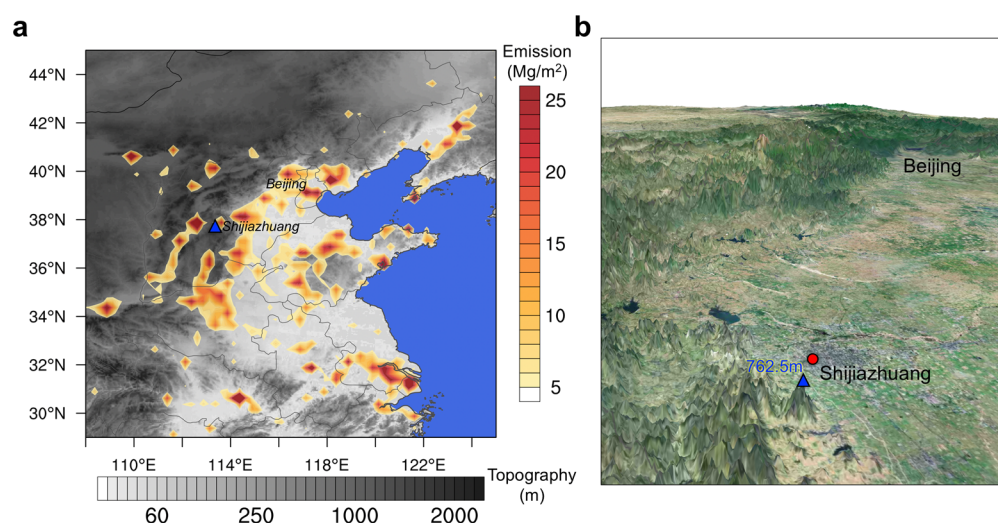 a
b
Emission
(Mg/m²)
44°N
42°N
40°N
38°N
36°N
34°N
32°N
30°N
Beijing
Shijiazhuang
25
20
15
10
5
110°E
114°E
118°E
122°E
Topography
(m)
60
250
1000
2000
Beijing
762.5m
Shijiazhuang